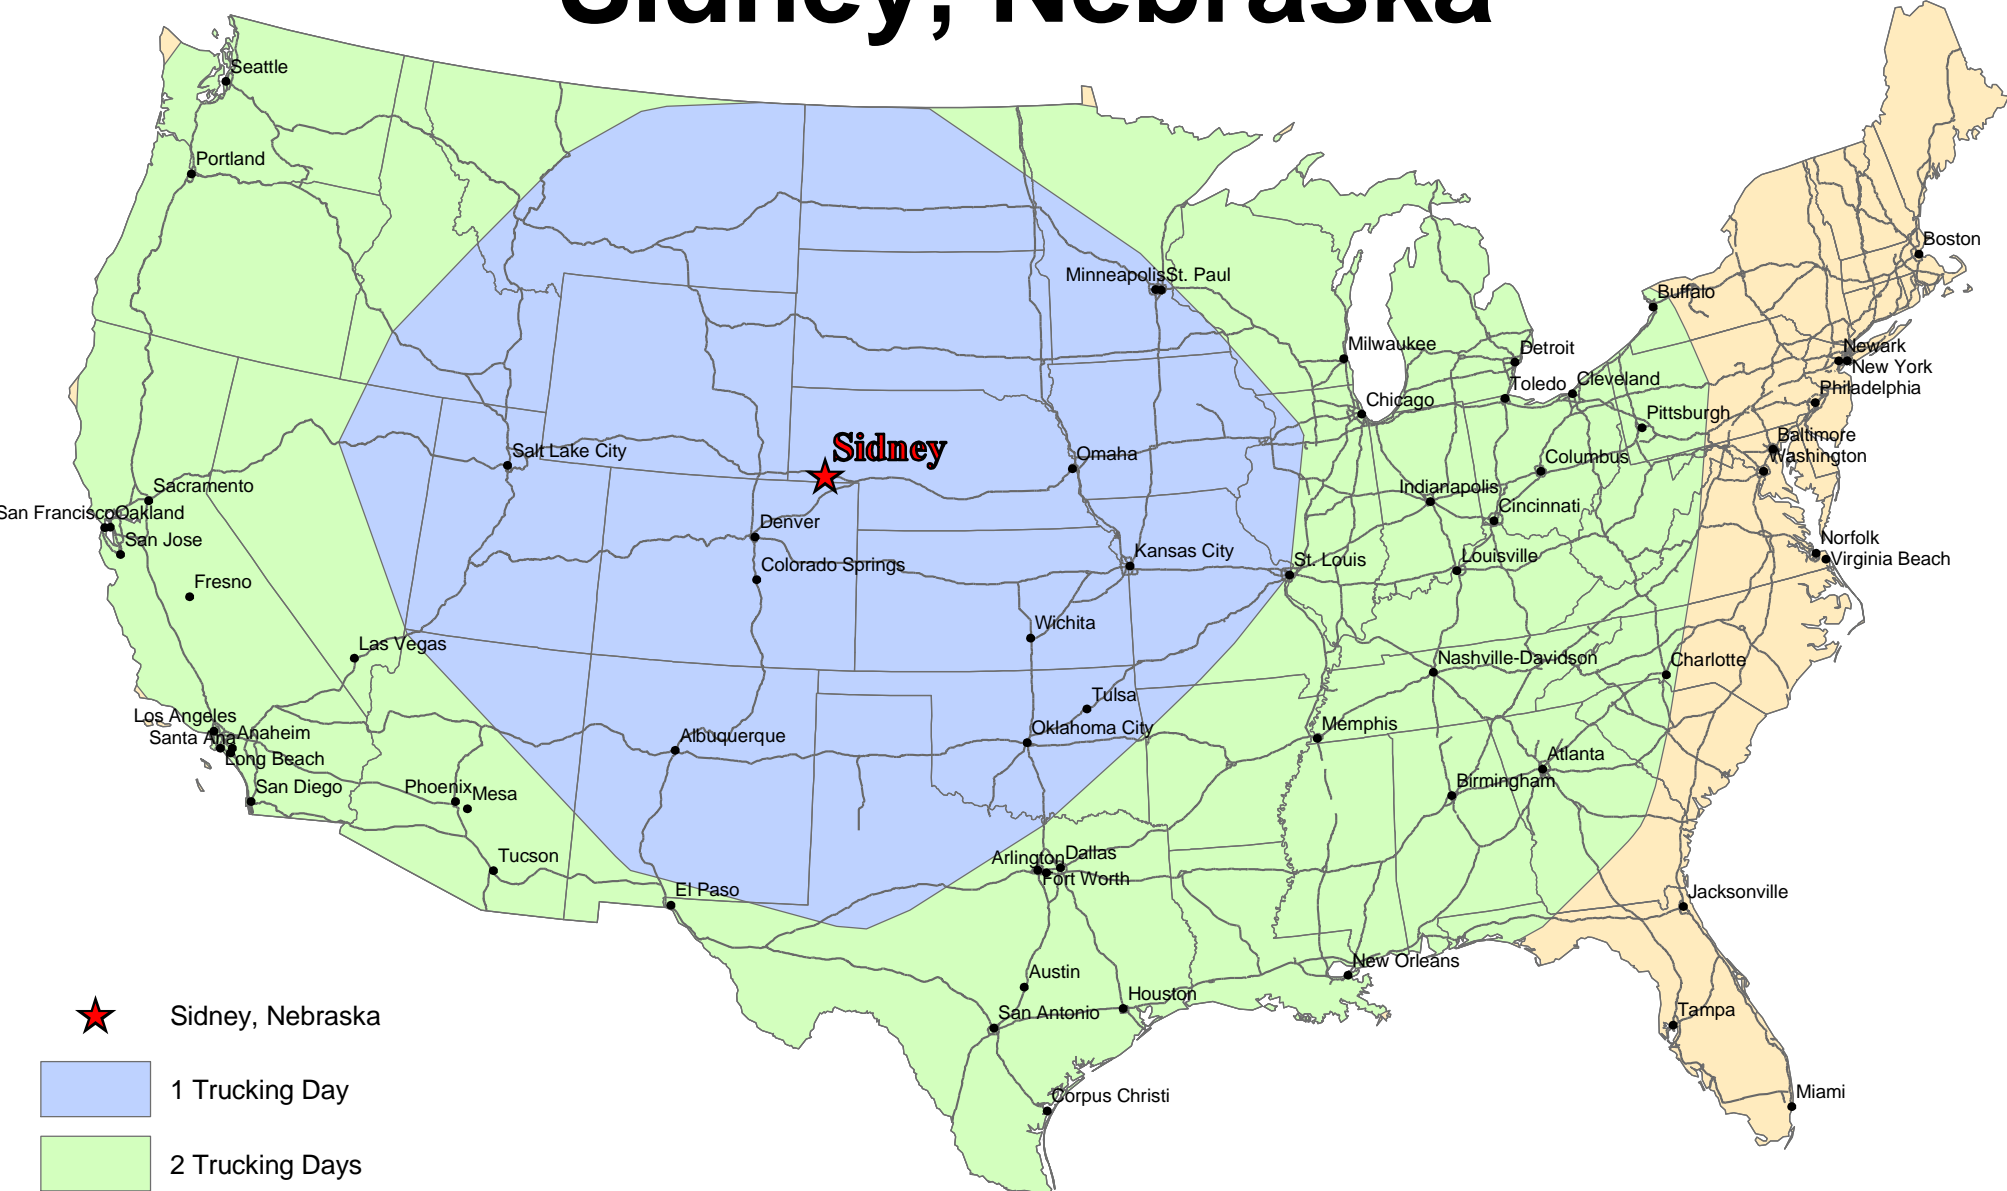 Sidney, Nebraska
Seattle
Portland
Boston
Minneapolis St. Paul
Buffalo
Milwaukee
Detroit
Newark
New York
Toledo
Cleveland
Philadelphia
Chicago
Pittsburgh
Sidney
Salt Lake City
Omaha
Baltimore
Washington
Columbus
Sacramento
Indianapolis
San Francisco Oakland
Cincinnati
Denver
San Jose
Norfolk
Kansas City
St. Louis
Louisville
Virginia Beach
Colorado Springs
Fresno
Wichita
Las Vegas
Nashville-Davidson
Charlotte
Tulsa
Los Angeles
Memphis
Santa Ana Anaheim
Albuquerque
Oklahoma City
Long Beach
Atlanta
San Diego
Phoenix Mesa
Birmingham
Tucson
Arlington Dallas
Fort Worth
El Paso
Jacksonville
New Orleans
Austin
Houston
San Antonio
Tampa
Sidney, Nebraska
1 Trucking Day
Corpus Christi
Miami
2 Trucking Days